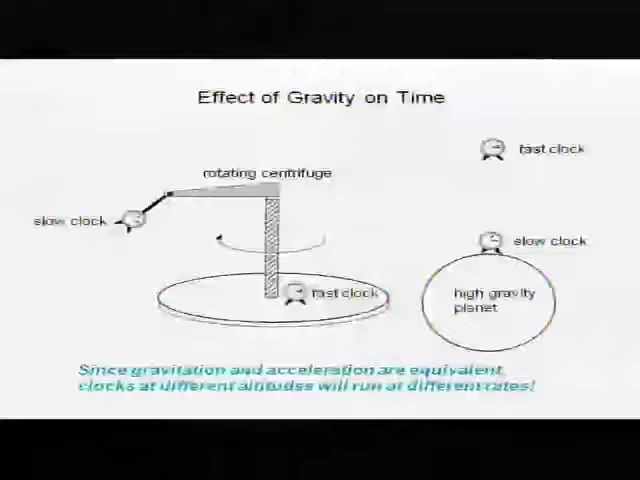 Effect of Gravity on Time
fast clock
rotating centrifuge
slow clock
slow clock
fast clock
high gravity
planet
Since gravitation and acceleration are equivalent,
clocks at different altitudes will run at different rates!